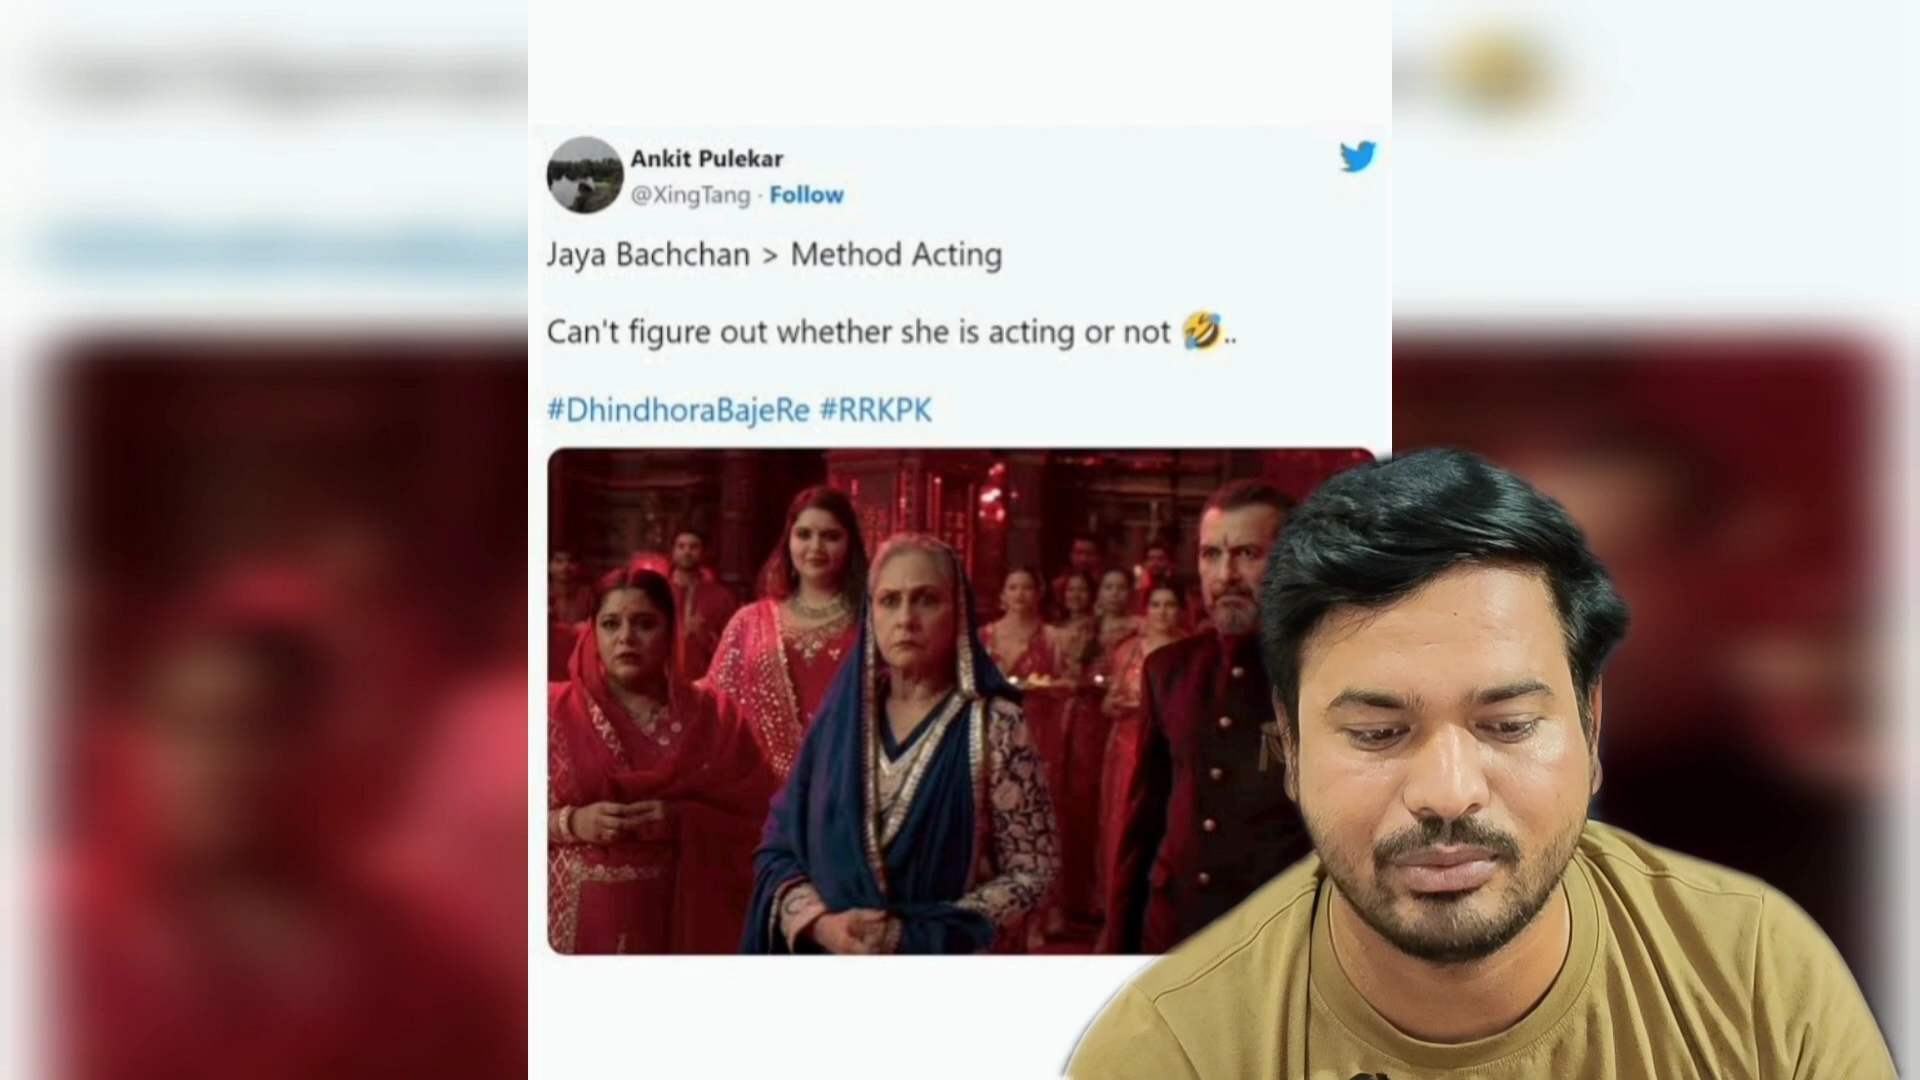 Ankit Pulekar
@XingTang · Follow
Jaya Bachchan > Method Acting
Can't figure out whether she is acting or not 🤣..
#DhindhoraBajeRe #RRKPK